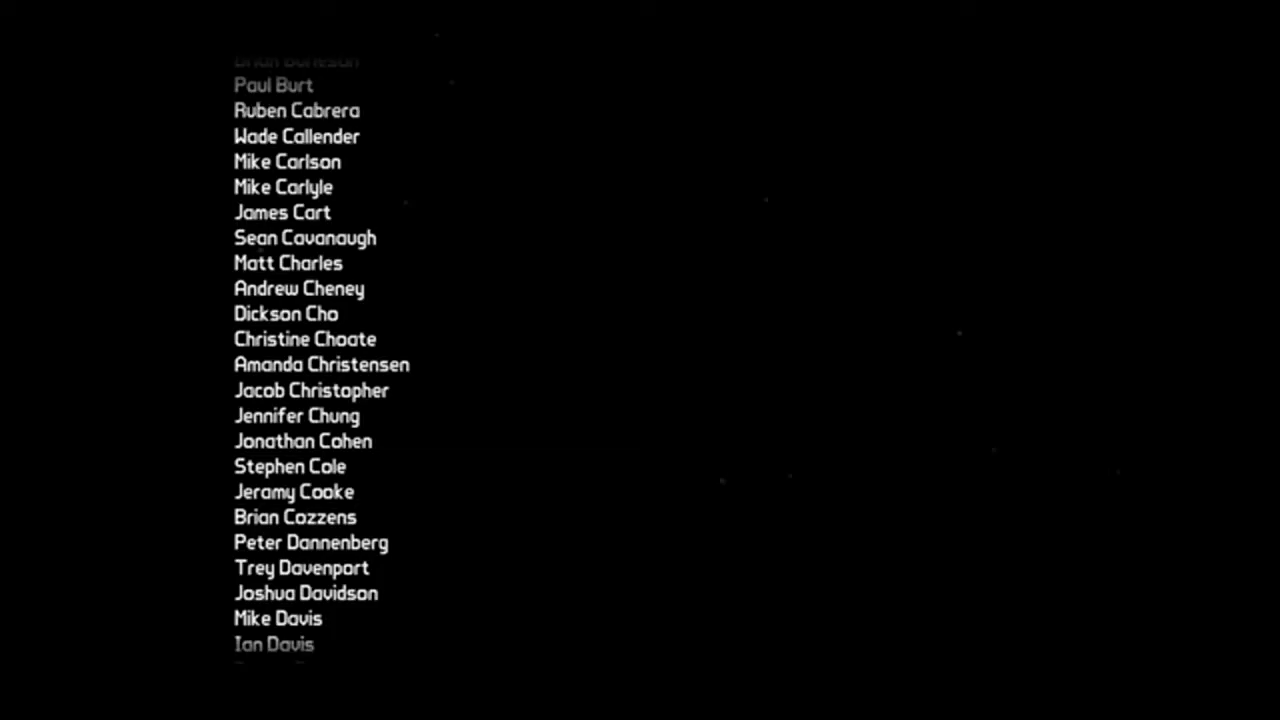 Paul Burt
Ruben Cabrera
Wade Callender
Mike Carlson
Mike Carlyle
James Cart
Sean Cavanaugh
Matt Charles
Andrew Cheney
Dickson Cho
Christine Choate
Amanda Christensen
Jacob Christopher
Jennifer Chung
Jonathan Cohen
Stephen Cole
Jeramy Cooke
Brian Cozzens
Peter Dannenberg
Trey Davenport
Joshua Davidson
Mike Davis
Ian Davis